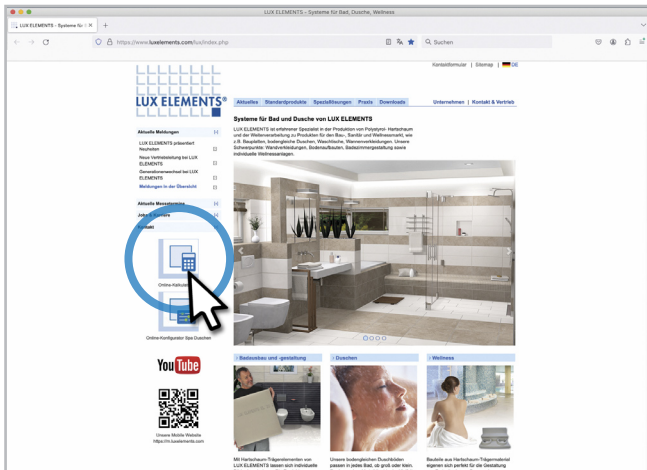 LUX ELEMENTS – Systeme für Bad, Dusche, Wellness
LUX ELEMENTS - Systeme für
https://www.luxelements.com/lux/index.php
Suchen
Kontaktformular | Sitemap | DE
LUX ELEMENTS®
Aktuelles Standardprodukte Speziallösungen Praxis Downloads Unternehmen | Kontakt & Vertrieb
Aktuelle Meldungen
LUX ELEMENTS präsentiert
Neuheiten
Neue Vertriebsleitung bei LUX
ELEMENTS
Generationenwechsel bei LUX
ELEMENTS
Meldungen in der Übersicht
Aktuelle Messetermine
Jobs & Karriere
Kontakt
Online-Kalkulator
Online-Konfigurator Spa Duschen
YouTube
Unsere Mobile Website
https://m.luxelements.com
Systeme für Bad und Dusche von LUX ELEMENTS
LUX ELEMENTS ist erfahrener Spezialist in der Produktion von Polystyrol- Hartschaum
und der Weiterverarbeitung zu Produkten für den Bau-, Sanitär und Wellnessmarkt, wie
z.B. Bauplatten, bodengleiche Duschen, Waschtische, Wannenverkleidungen. Unsere
Schwerpunkte: Wandverkleidungen, Bodenaufbauten, Badezimmergestaltung sowie
individuelle Wellnessanlagen.
Badausbau und -gestaltung
Duschen
Wellness
Mit Hartschaum-Trägerelementen von
LUX ELEMENTS lassen sich individuelle
Unsere bodengleichen Duschböden
passen in jedes Bad, ob groß oder klein.
Bauteile aus Hartschaum-Trägermaterial
eignen sich perfekt für die Gestaltung